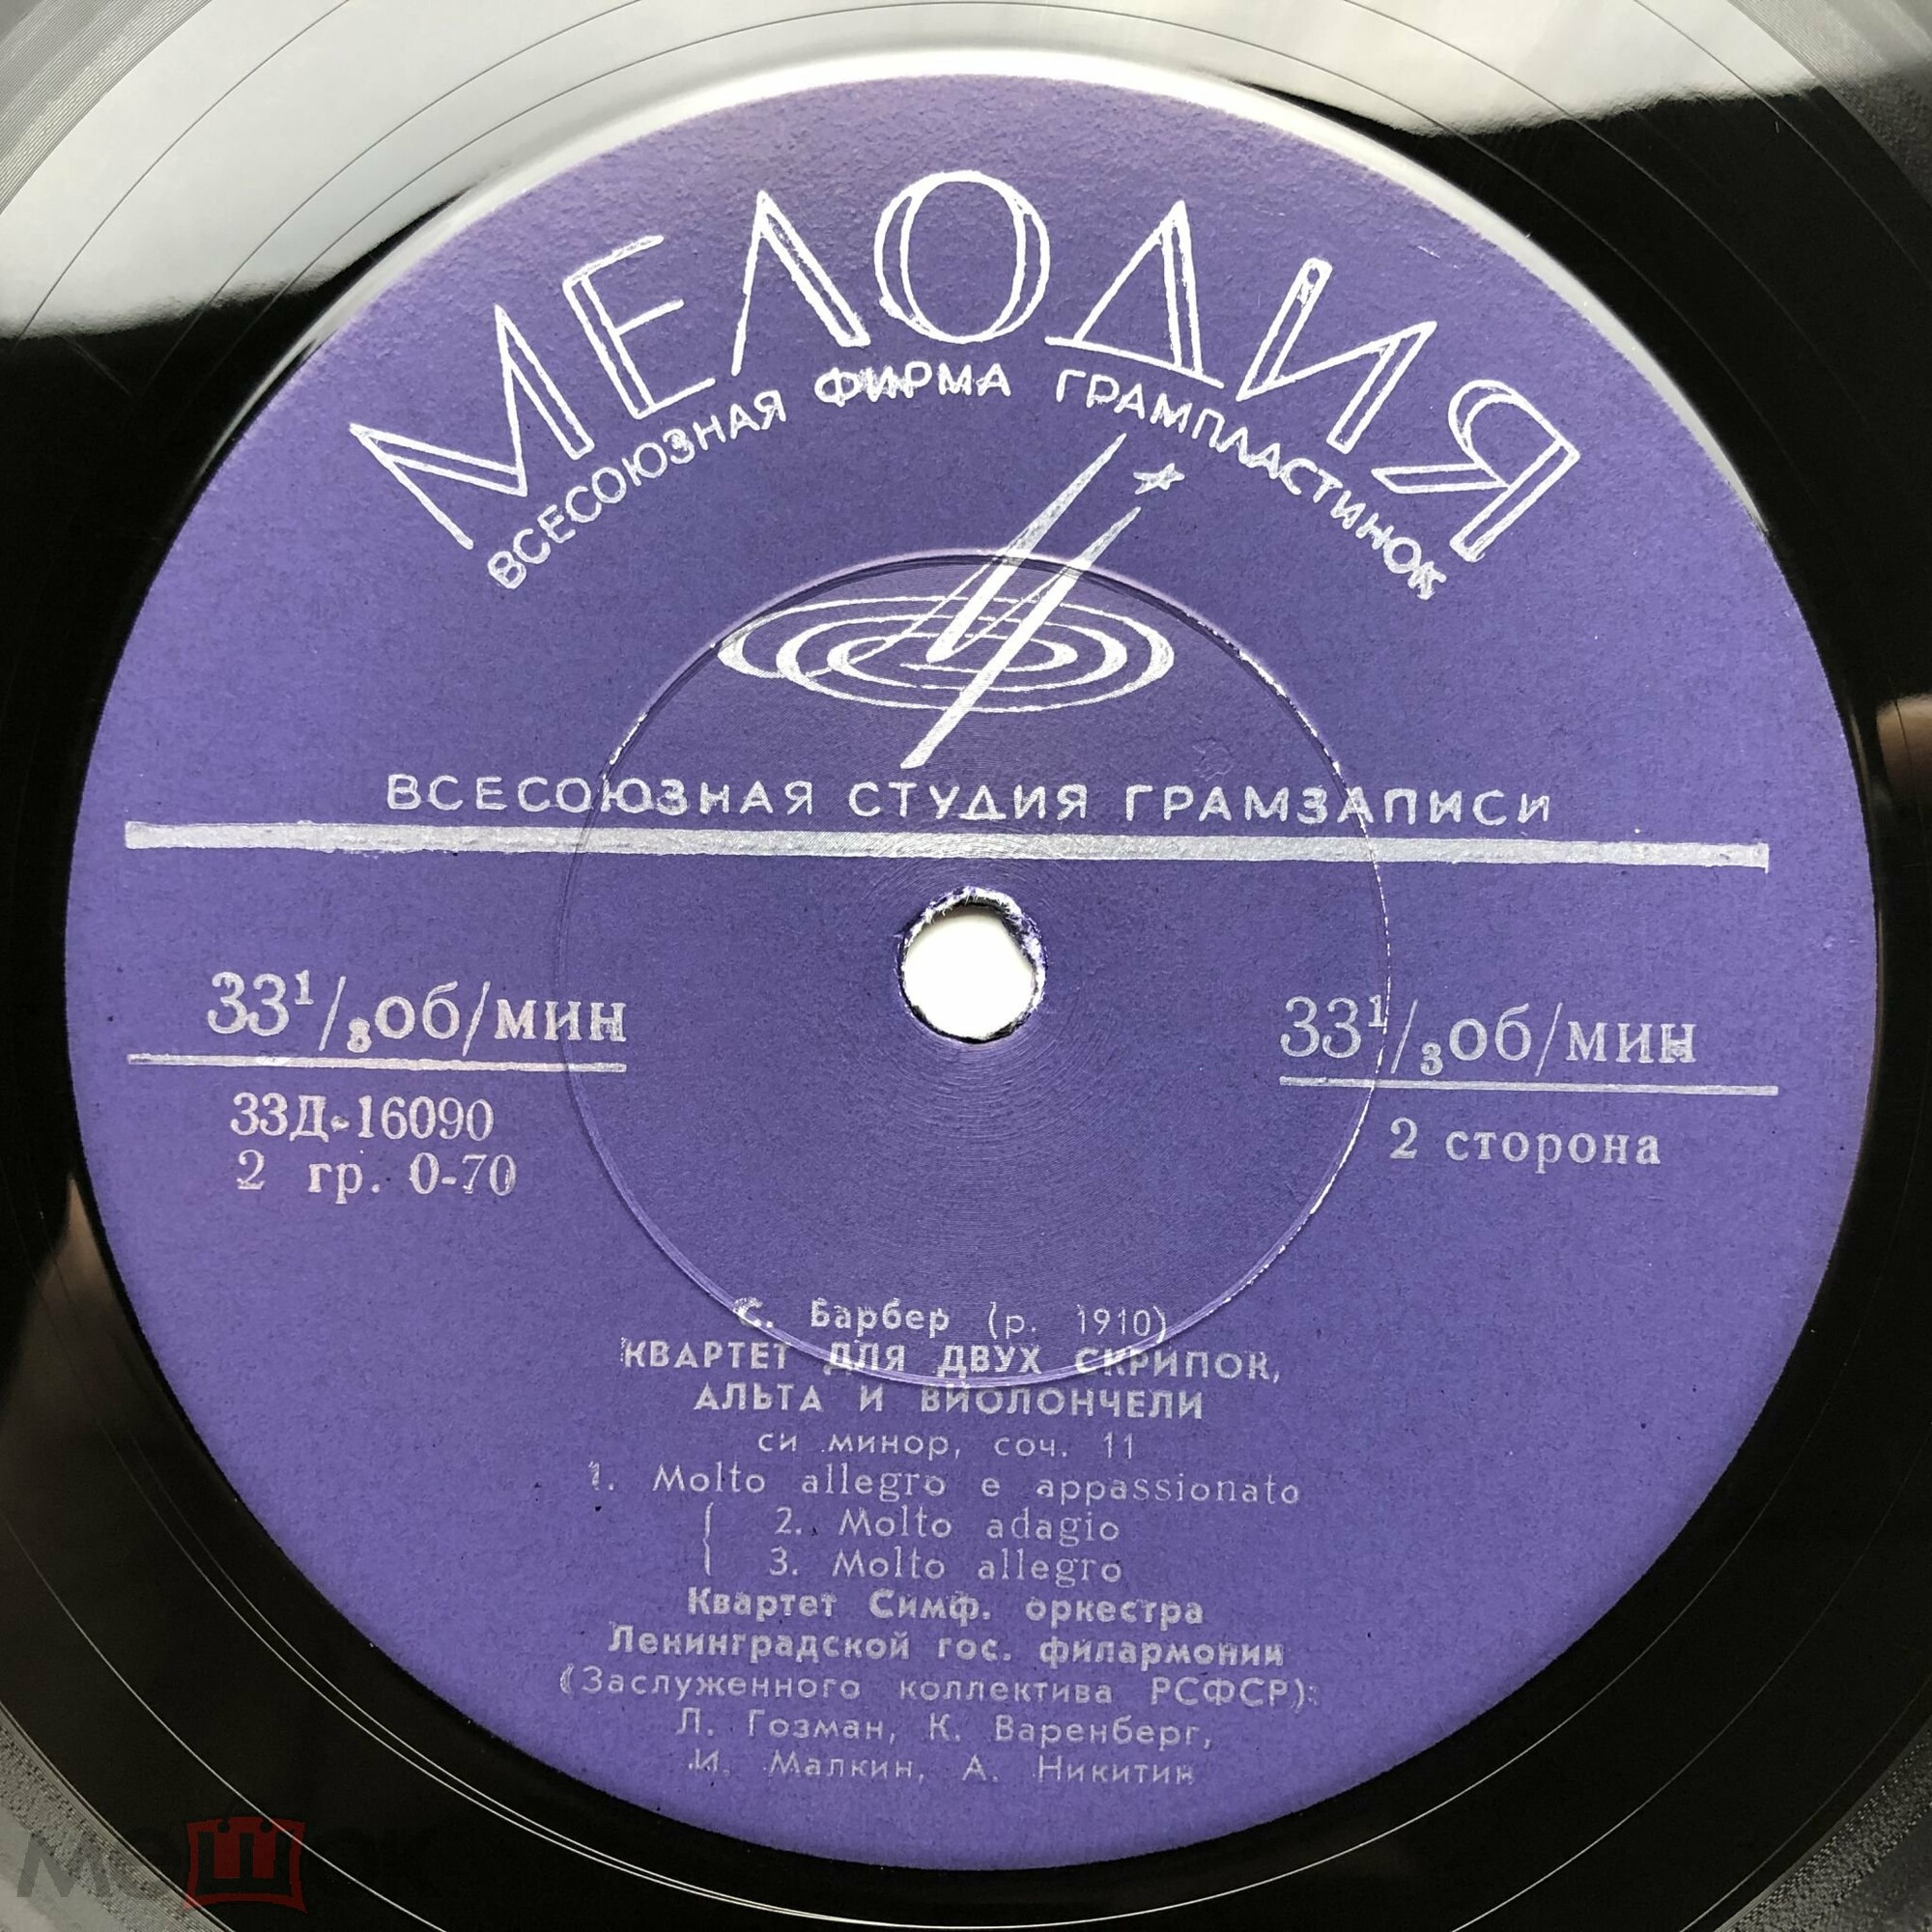 МЕЛОДИЯ
ВСЕСОЮЗНАЯ ФИРМА ГРАМПЛАСТИНОК
ВСЕСОЮЗНАЯ СТУДИЯ ГРАМЗАПИСИ
33¹/₃об/мин
33¹/₃об/мин
33Д-16090
2 гр. 0-70
2 сторона
С. Барбер (р. 1910)
КВАРТЕТ ДЛЯ ДВУХ СКРИПОК,
АЛЬТА И ВИОЛОНЧЕЛИ
си минор, соч. 11
1. Molto allegro e appassionato
2. Molto adagio
3. Molto allegro
Квартет Симф. оркестра
Ленинградской гос. филармонии
(Заслуженного коллектива РСФСР):
Л. Гозман, К. Варенберг,
И. Малкин, А. Никитин